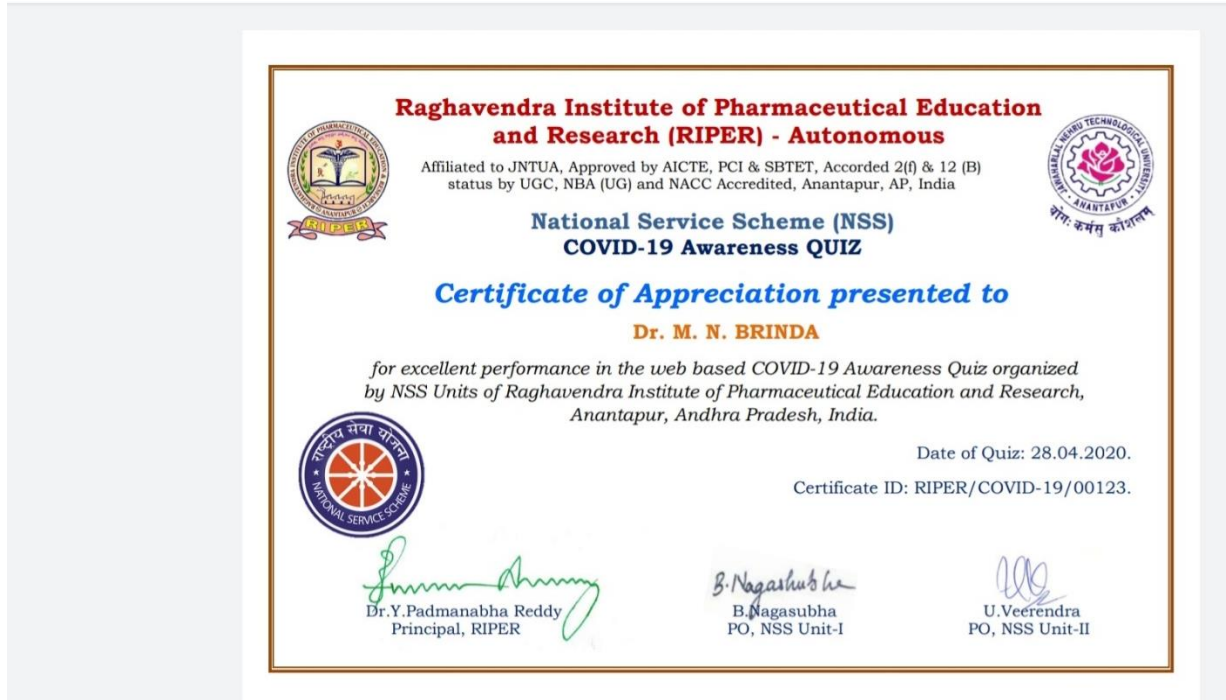 Raghavendra Institute of Pharmaceutical Education
and Research (RIPER) - Autonomous
Affiliated to JNTUA, Approved by AICTE, PCI & SBTET, Accorded 2(f) & 12 (B)
status by UGC, NBA (UG) and NACC Accredited, Anantapur, AP, India
RIPER
JAWAHARLAL NEHRU TECHNOLOGICAL UNIVERSITY
ANANTAPUR
योगः कर्मसु कौशलम्
National Service Scheme (NSS)
COVID-19 Awareness QUIZ
Certificate of Appreciation presented to
Dr. M. N. BRINDA
for excellent performance in the web based COVID-19 Awareness Quiz organized
by NSS Units of Raghavendra Institute of Pharmaceutical Education and Research,
Anantapur, Andhra Pradesh, India.
राष्ट्रीय सेवा योजना
NATIONAL SERVICE SCHEME
Date of Quiz: 28.04.2020.
Certificate ID: RIPER/COVID-19/00123.
B. Nagashubha
Dr.Y.Padmanabha Reddy
Principal, RIPER
B.Nagasubha
PO, NSS Unit-I
U.Veerendra
PO, NSS Unit-II